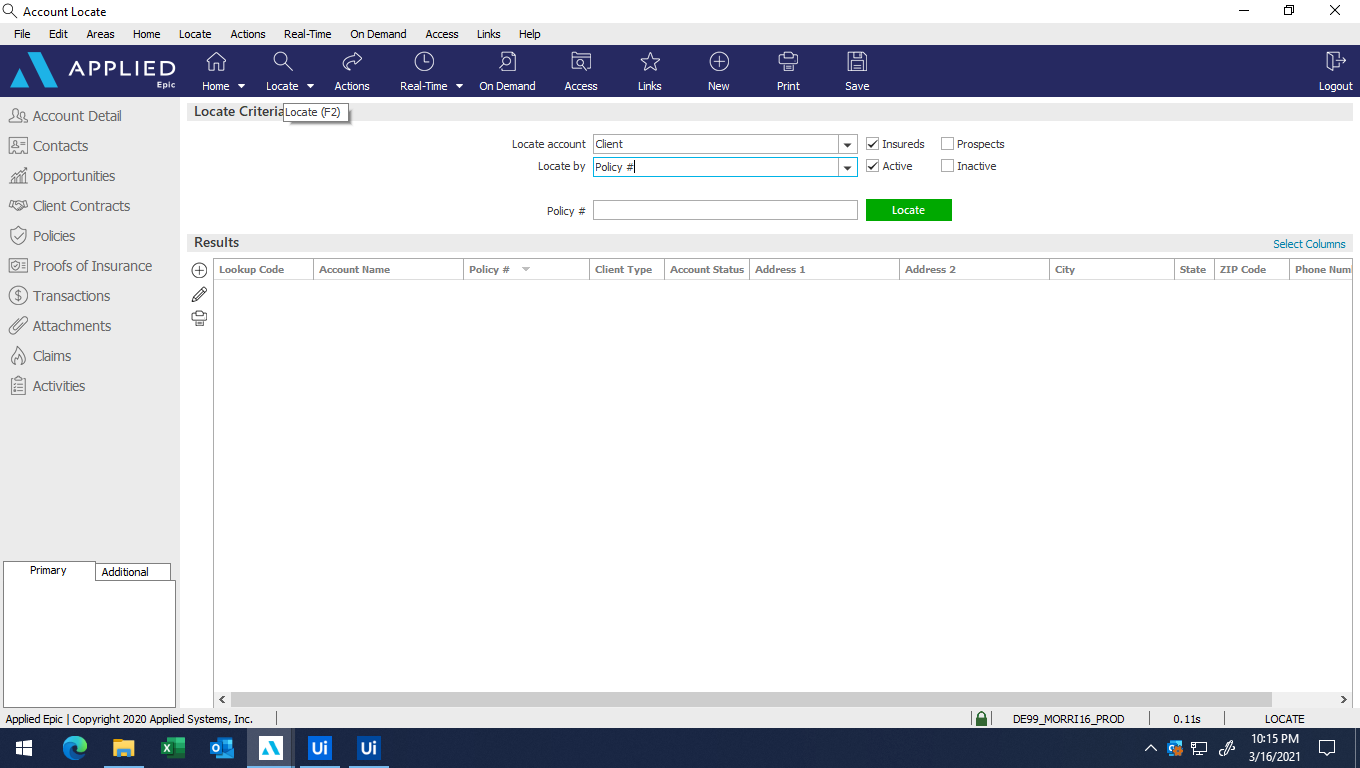 Account Locate
File Edit Areas Home Locate Actions Real-Time On Demand Access Links Help
APPLIED
Epic
Home Locate Actions Real-Time On Demand Access Links New Print Save Logout
Locate (F2)
Account Detail
Contacts
Opportunities
Client Contracts
Policies
Proofs of Insurance
Transactions
Attachments
Claims
Activities
Primary Additional
Locate Criteria
Locate account Client Insureds Prospects
Locate by Policy # Active Inactive
Policy # Locate
Results Select Columns
Lookup Code Account Name Policy # Client Type Account Status Address 1 Address 2 City State ZIP Code Phone Num
Applied Epic | Copyright 2020 Applied Systems, Inc. DE99_MORRI16_PROD 0.11s LOCATE
Ui Ui
10:15 PM
3/16/2021